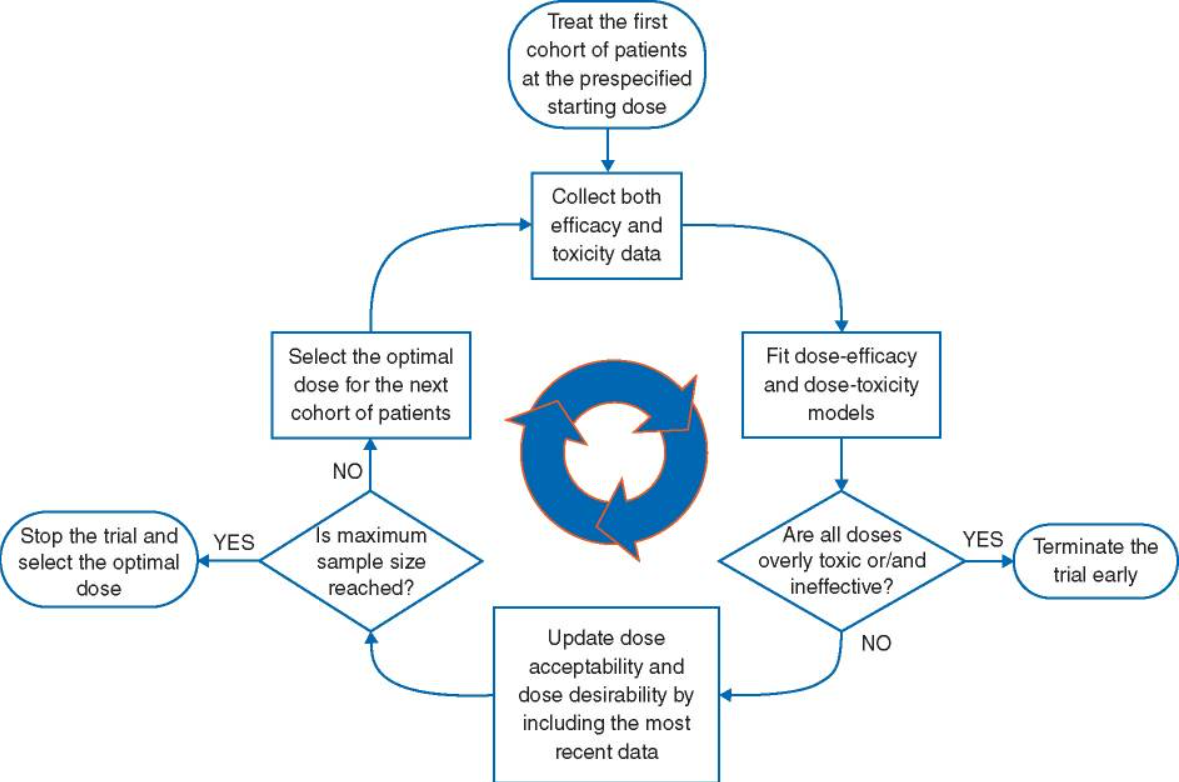 Treat the first
cohort of patients
at the prespecified
starting dose
Collect both
efficacy and
toxicity data
Fit dose-efficacy
and dose-toxicity
models
Are all doses
overly toxic or/and
ineffective?
YES
Terminate the
trial early
NO
Update dose
acceptability and
dose desirability by
including the most
recent data
Is maximum
sample size
reached?
YES
Stop the trial and
select the optimal
dose
NO
Select the optimal
dose for the next
cohort of patients